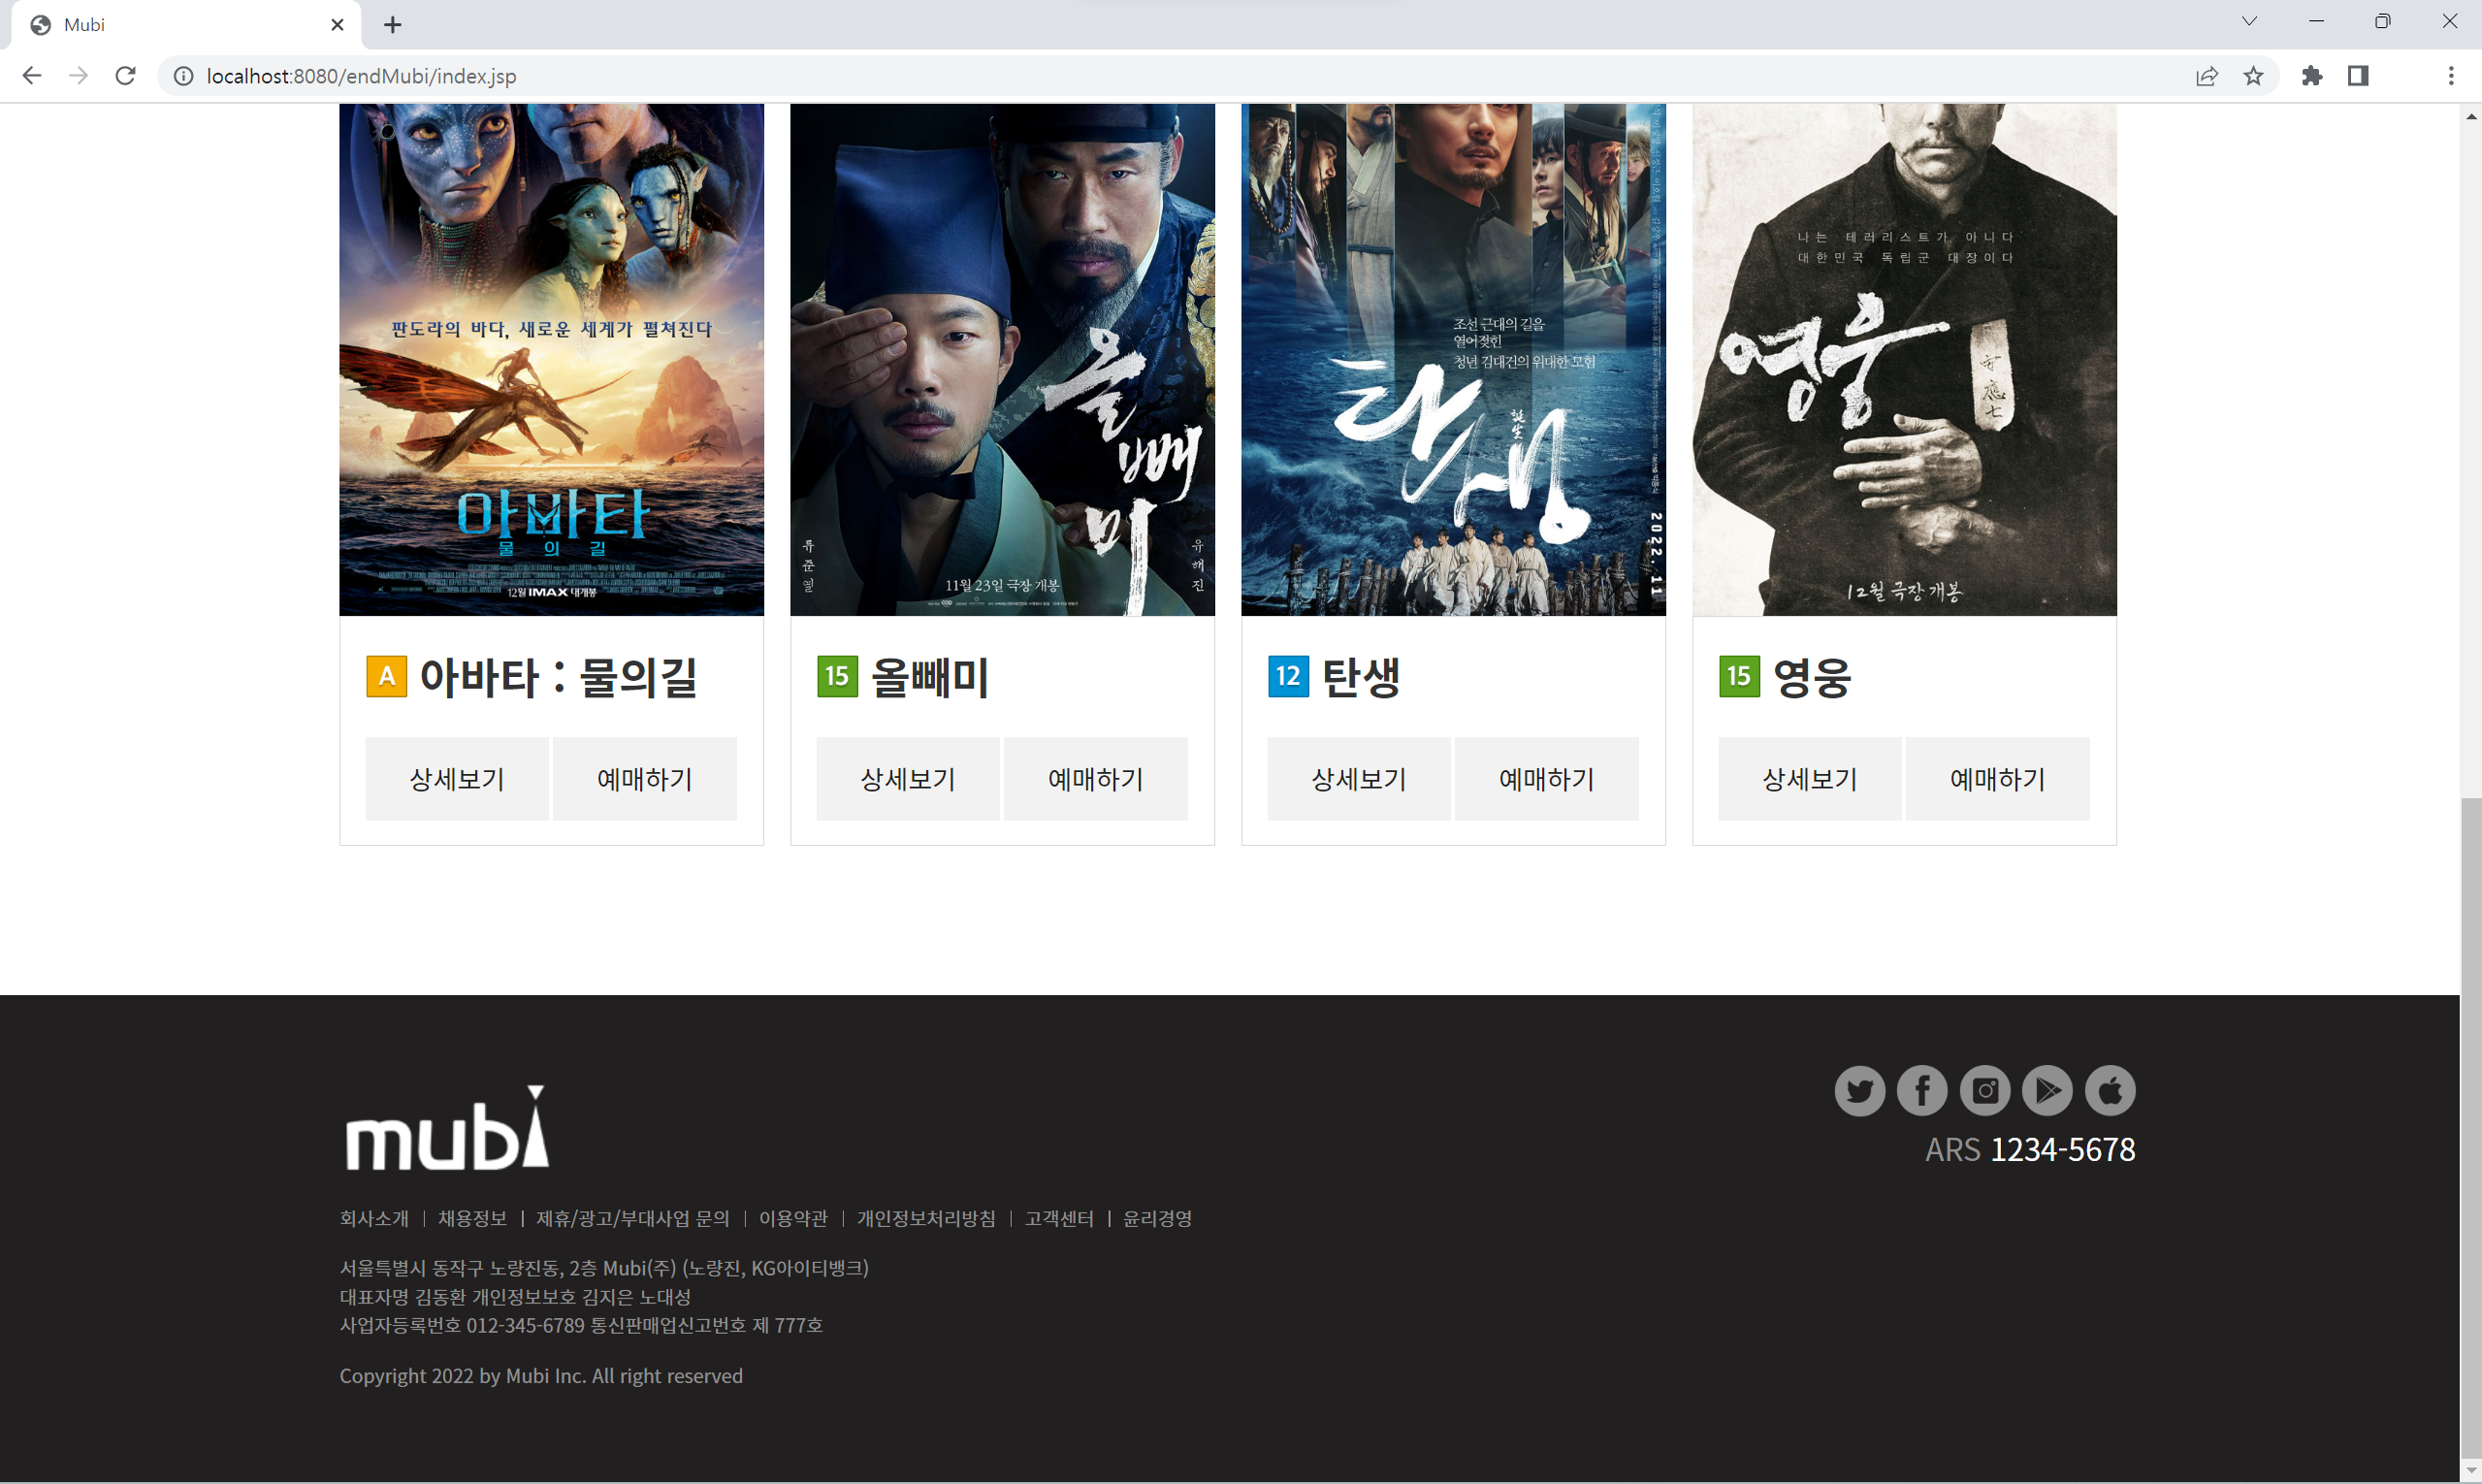 Mubi
localhost:8080/endMubi/index.jsp
판도라의 바다, 새로운 세계가 펼쳐진다
아바타
물의 길
12월 IMAX 대개봉
올빼미
류준열
유해진
11월 23일 극장 개봉
조선 근대의 길을
열어젖힌
청년 김대건의 위대한 모험
탄생
誕生
2022. 11
나는 테러리스트가 아니다
대한민국 독립군 대장이다
영웅
12월 극장 개봉
A 아바타 : 물의길
15 올빼미
12 탄생
15 영웅
상세보기 예매하기
상세보기 예매하기
상세보기 예매하기
상세보기 예매하기
mubi
ARS 1234-5678
회사소개 | 채용정보 | 제휴/광고/부대사업 문의 | 이용약관 | 개인정보처리방침 | 고객센터 | 윤리경영
서울특별시 동작구 노량진동, 2층 Mubi(주) (노량진, KG아이티뱅크)
대표자명 김동환 개인정보보호 김지은 노대성
사업자등록번호 012-345-6789 통신판매업신고번호 제 777호
Copyright 2022 by Mubi Inc. All right reserved